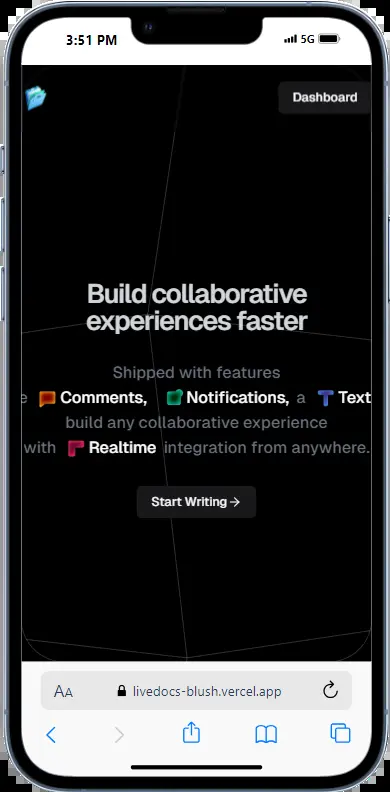 3:51 PM
5G
Dashboard
Build collaborative
experiences faster
Shipped with features
e Comments, Notifications, a Text
build any collaborative experience
with Realtime integration from anywhere.
Start Writing →
AA livedocs-blush.vercel.app